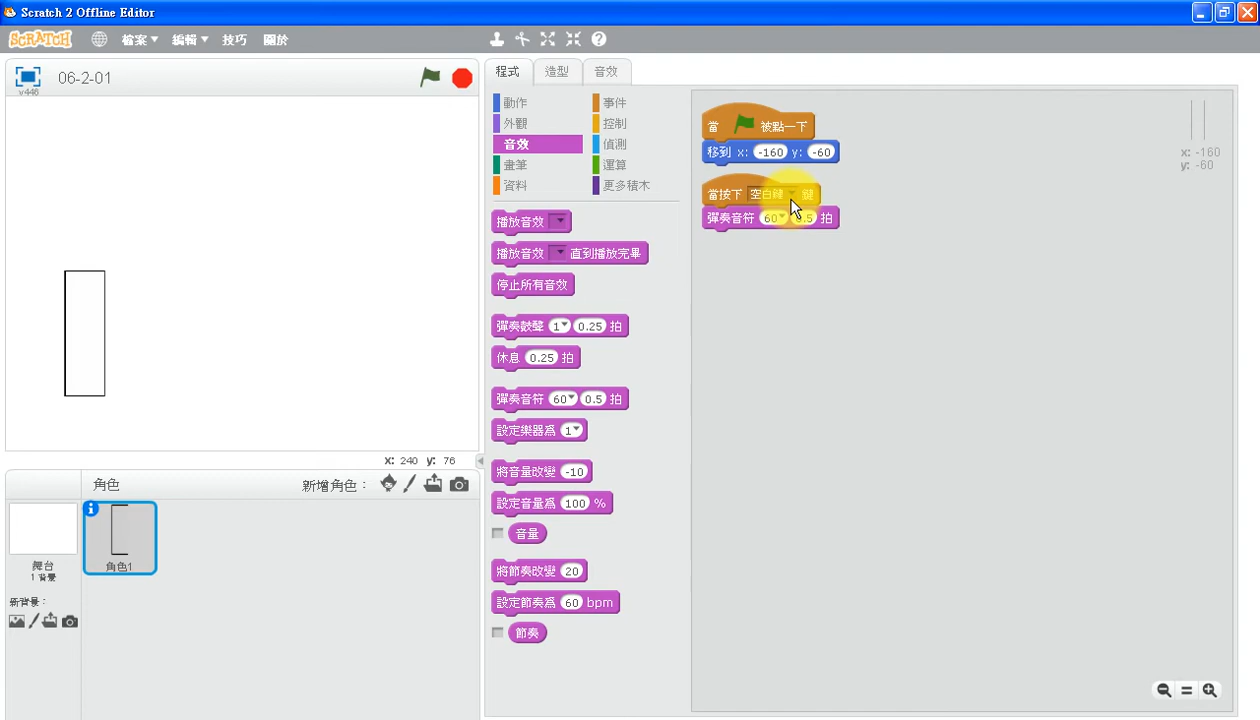 Scratch 2 Offline Editor
SCRATCH 檔案 編輯 技巧 關於
06-2-01
v446
程式 造型 音效
動作 事件
外觀 控制
音效 偵測
畫筆 運算
資料 更多積木
播放音效
播放音效 直到播放完畢
停止所有音效
彈奏鼓聲 1 0.25 拍
休息 0.25 拍
彈奏音符 60 0.5 拍
設定樂器為 1
將音量改變 -10
設定音量為 100 %
音量
將節奏改變 20
設定節奏為 60 bpm
節奏
當 被點一下
移到 x: -160 y: -60
當按下 空白鍵 鍵
彈奏音符 60 0.5 拍
x: -160
y: -60
x: 240 y: 76
角色 新增角色：
舞台
1 背景
新背景：
角色1